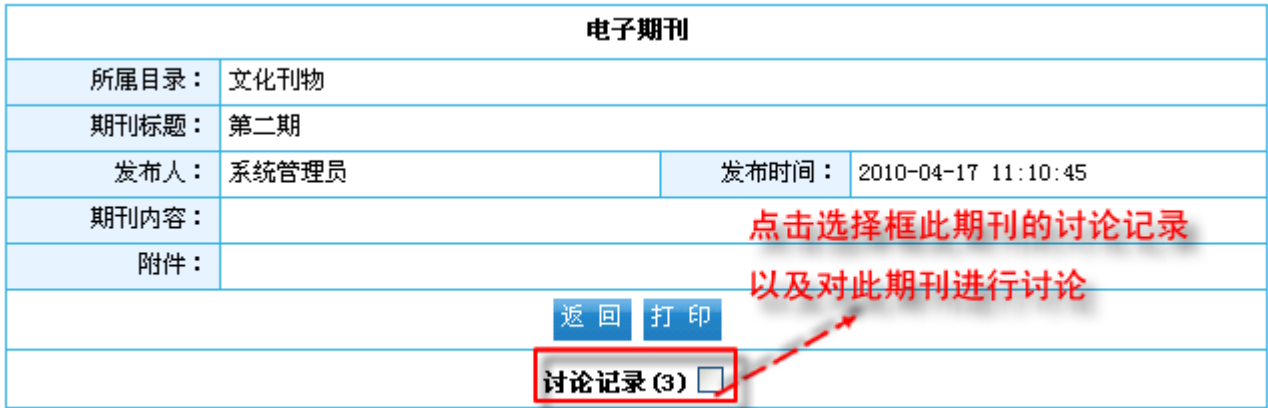 电子期刊
所属目录： 文化刊物
期刊标题： 第二期
发布人： 系统管理员 发布时间： 2010-04-17 11:10:45
期刊内容：
点击选择框此期刊的讨论记录
附件：
以及对此期刊进行讨论
返 回 打 印
讨论记录(3)